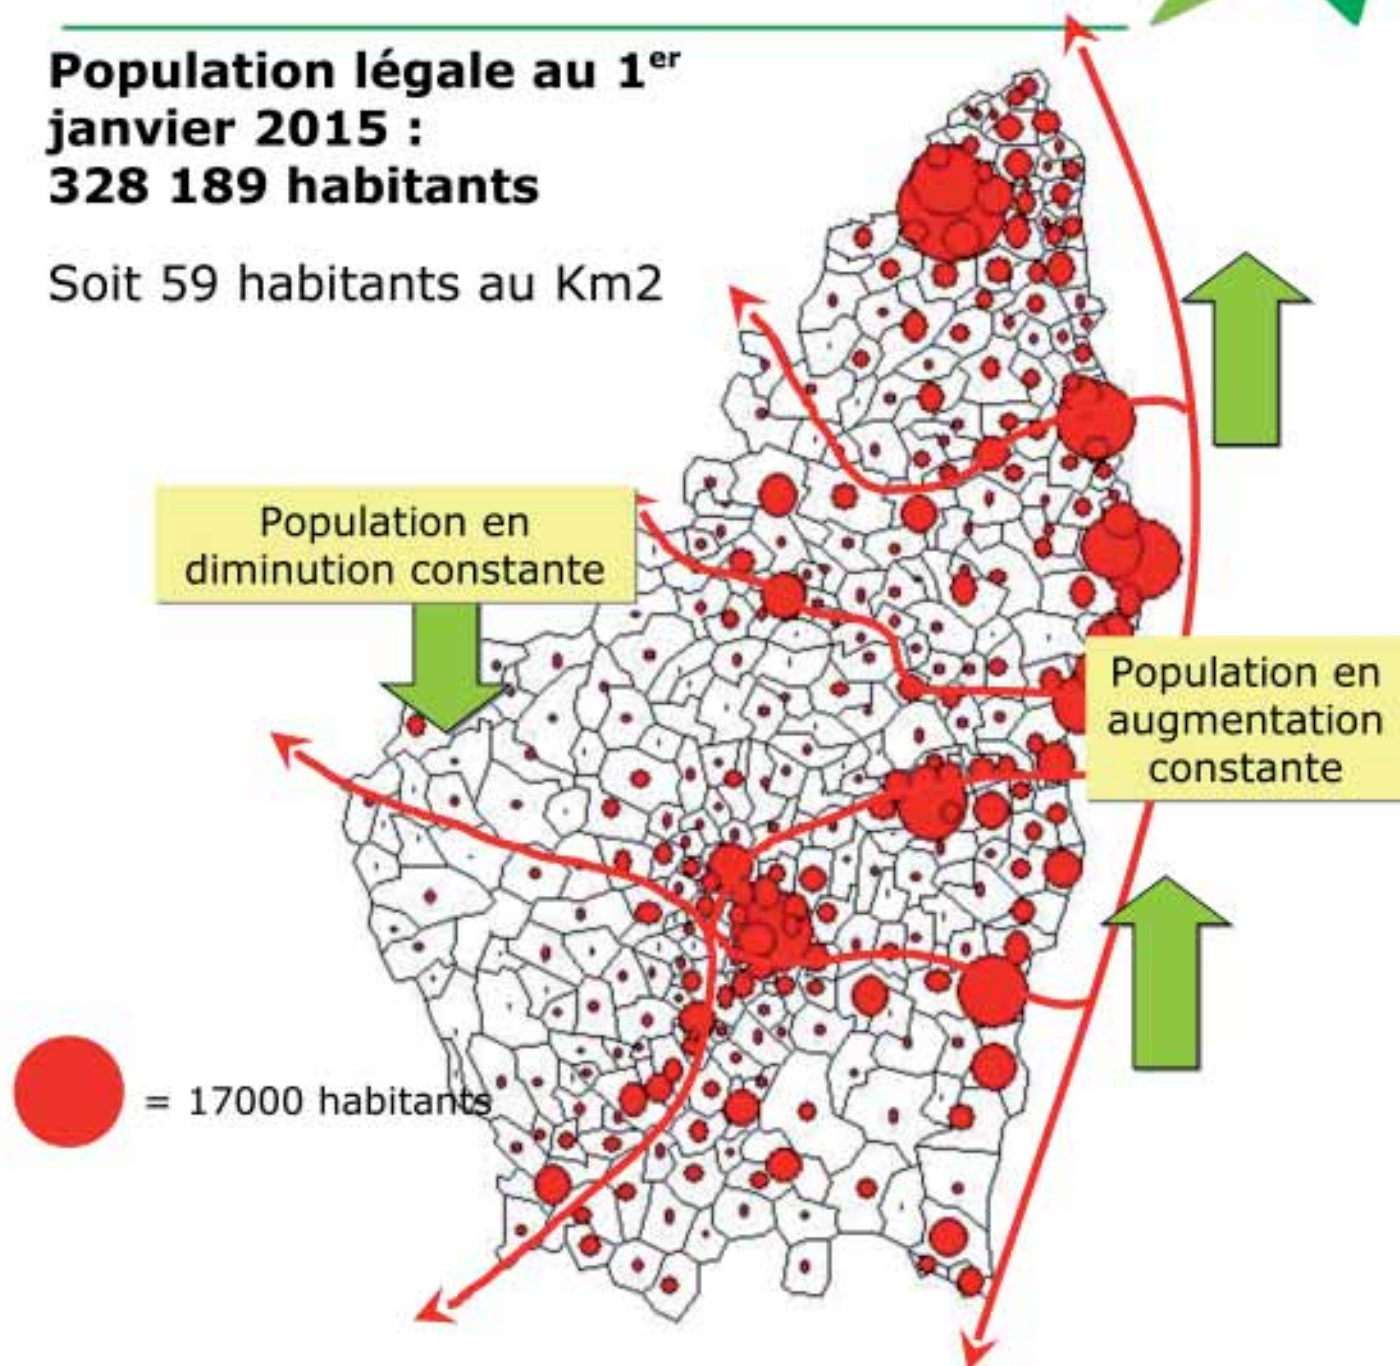 Population légale au 1er
janvier 2015 :
328 189 habitants
Soit 59 habitants au Km2
Population en
diminution constante
Population en
augmentation
constante
= 17000 habitants